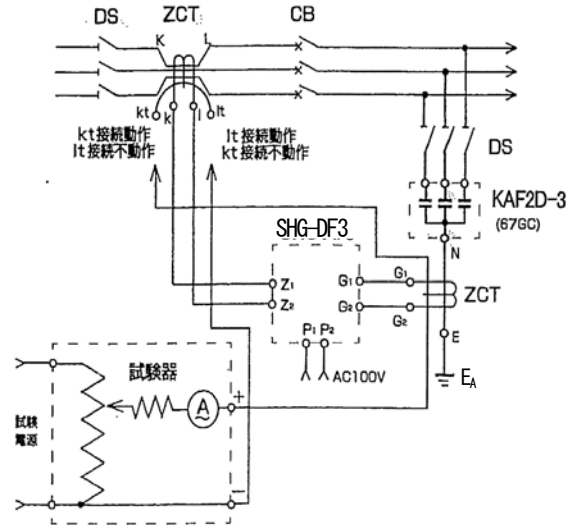 DS ZCT CB
K L
kt k l lt
kt接続動作
lt接続不動作
lt接続動作
kt接続不動作
DS
KAF2D-3
(67GC)
N
SHG-DF3
Z1
Z2
G1
G2
G1
G2
ZCT
P1 P2
AC100V
E
EA
試験器
A
+
−
試験
電源